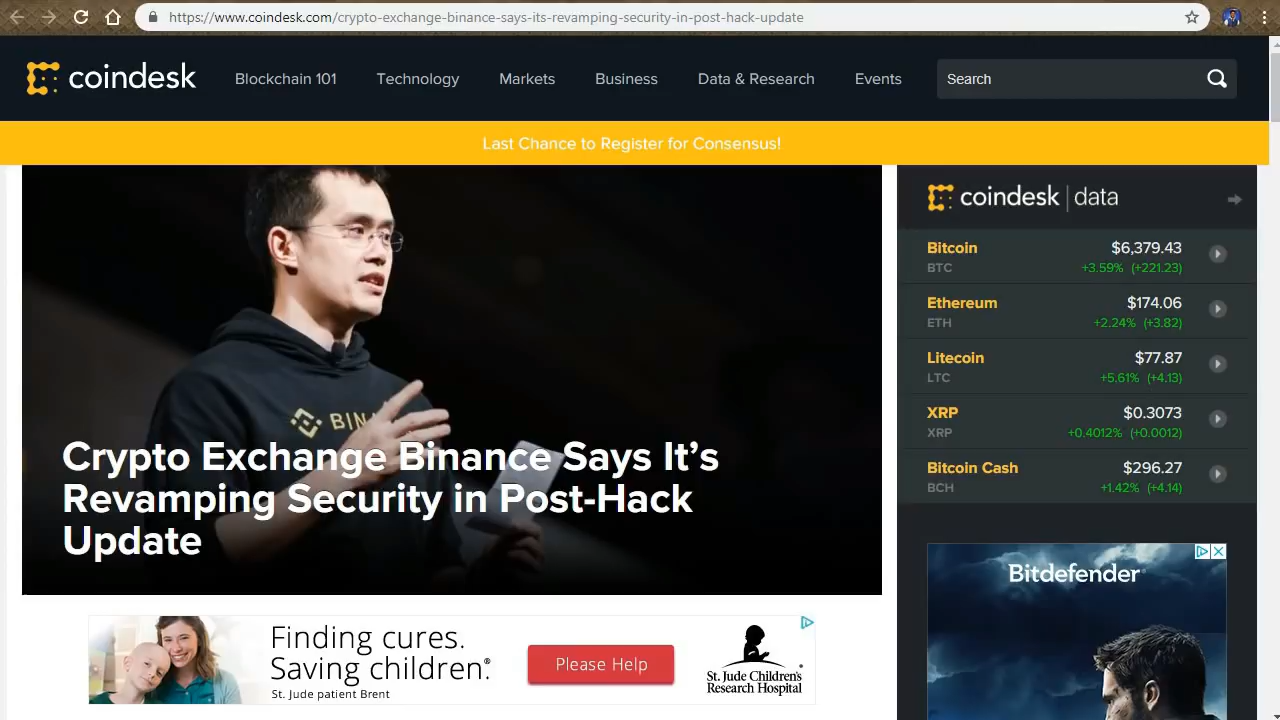 https://www.coindesk.com/crypto-exchange-binance-says-its-revamping-security-in-post-hack-update
coindesk
Blockchain 101
Technology
Markets
Business
Data & Research
Events
Search
Last Chance to Register for Consensus!
BINA
Crypto Exchange Binance Says It’s
Revamping Security in Post-Hack
Update
Finding cures.
Saving children.®
St. Jude patient Brent
Please Help
St. Jude Children's
Research Hospital
coindesk | data
Bitcoin $6,379.43
BTC +3.59% (+221.23)
Ethereum $174.06
ETH +2.24% (+3.82)
Litecoin $77.87
LTC +5.61% (+4.13)
XRP $0.3073
XRP +0.4012% (+0.0012)
Bitcoin Cash $296.27
BCH +1.42% (+4.14)
Bitdefender